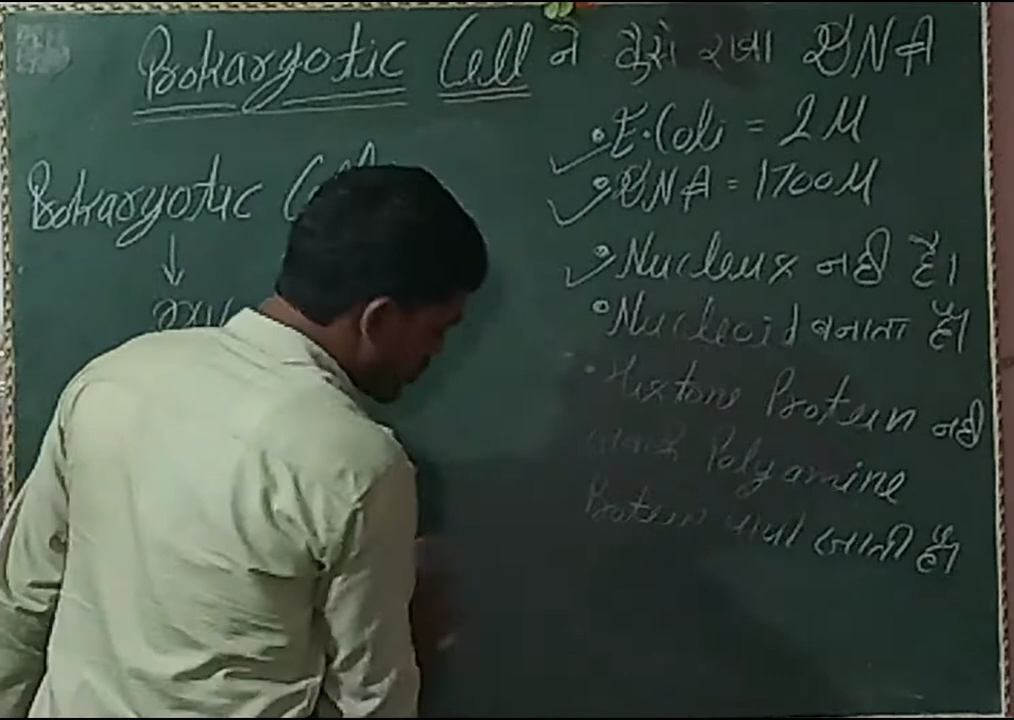 Prokaryotic Cell ने कैसे रखा DNA
Prokaryotic
• E.Coli = 2M
• DNA = 1700M
• Nucleus नही है।
• Nucleoid बनाता है।
• Histone Protein नही
Polyamine
Protein पायी जाती है।